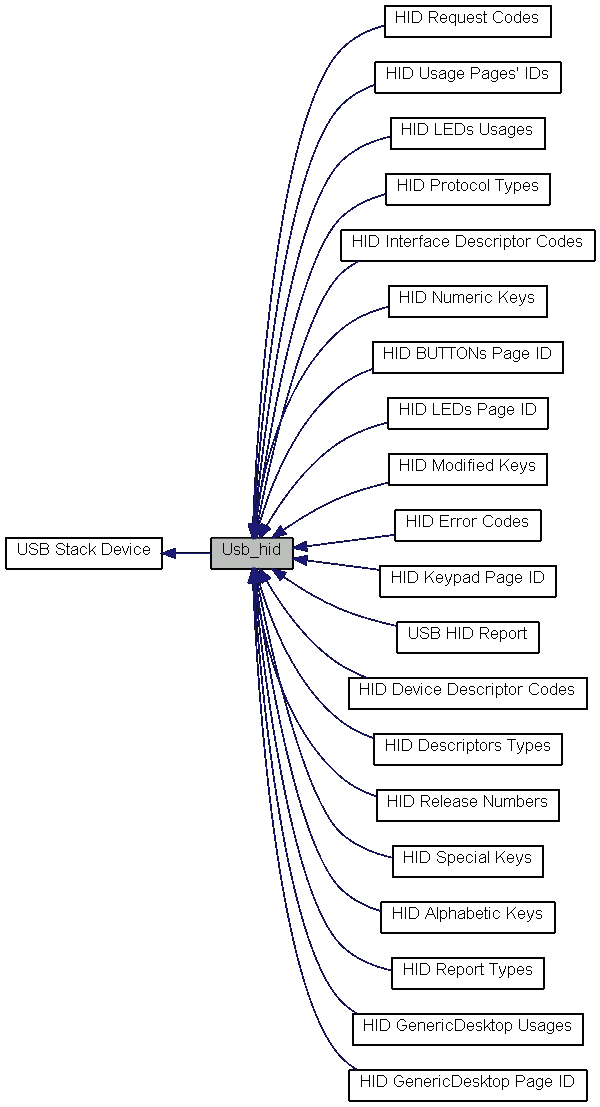 HID Request Codes
HID Usage Pages' IDs
HID LEDs Usages
HID Protocol Types
HID Interface Descriptor Codes
HID Numeric Keys
HID BUTTONs Page ID
HID LEDs Page ID
HID Modified Keys
HID Error Codes
USB Stack Device
Usb_hid
HID Keypad Page ID
USB HID Report
HID Device Descriptor Codes
HID Descriptors Types
HID Release Numbers
HID Special Keys
HID Alphabetic Keys
HID Report Types
HID GenericDesktop Usages
HID GenericDesktop Page ID